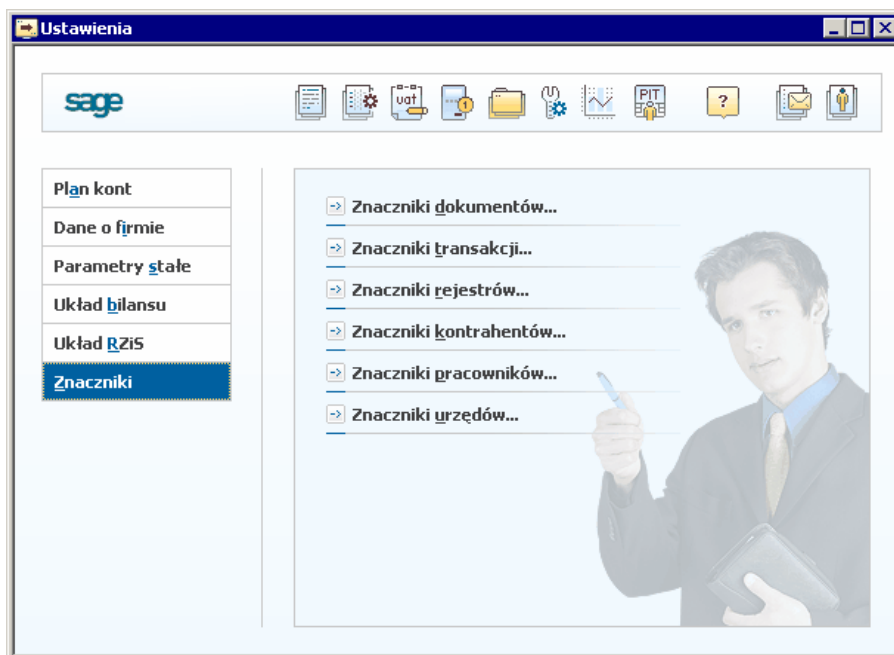 Ustawienia
sage
vat
1
PIT
?
Plan kont
Dane o firmie
Parametry stałe
Układ bilansu
Układ RZiS
Znaczniki
Znaczniki dokumentów...
Znaczniki transakcji...
Znaczniki rejestrów...
Znaczniki kontrahentów...
Znaczniki pracowników...
Znaczniki urzędów...